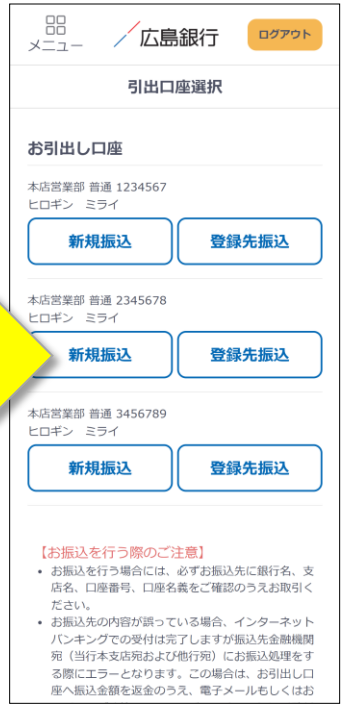 メニュー
広島銀行
ログアウト
引出口座選択
お引出し口座
本店営業部 普通 1234567
ヒロギン　ミライ
新規振込
登録先振込
本店営業部 普通 2345678
ヒロギン　ミライ
新規振込
登録先振込
本店営業部 普通 3456789
ヒロギン　ミライ
新規振込
登録先振込
【お振込を行う際のご注意】
• お振込を行う場合には、必ずお振込先に銀行名、支
店名、口座番号、口座名義をご確認のうえお取引く
ださい。
• お振込先の内容が誤っている場合、インターネット
バンキングでの受付は完了しますが振込先金融機関
宛（当行本支店宛および他行宛）にお振込処理をす
る際にエラーとなります。この場合は、お引出し口
座へ振込金額を返金のうえ、電子メールもしくはお